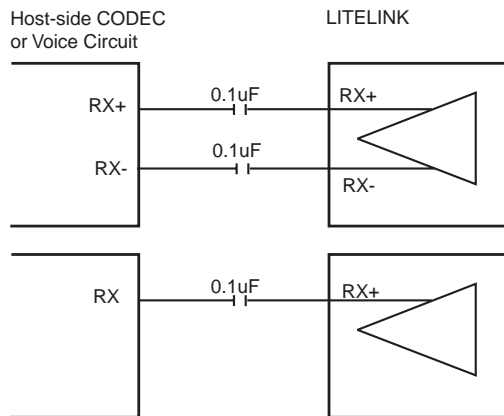 Host-side CODEC
or Voice Circuit
LITELINK
RX+
0.1uF
RX+
RX-
0.1uF
RX-
RX
0.1uF
RX+